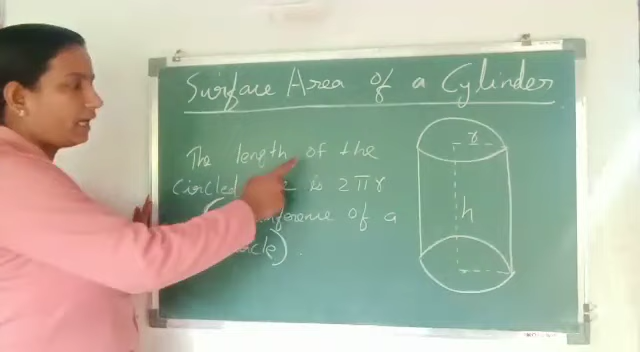 Surface Area of a Cylinder
The length of the
circled is 2πr
of a
r
h